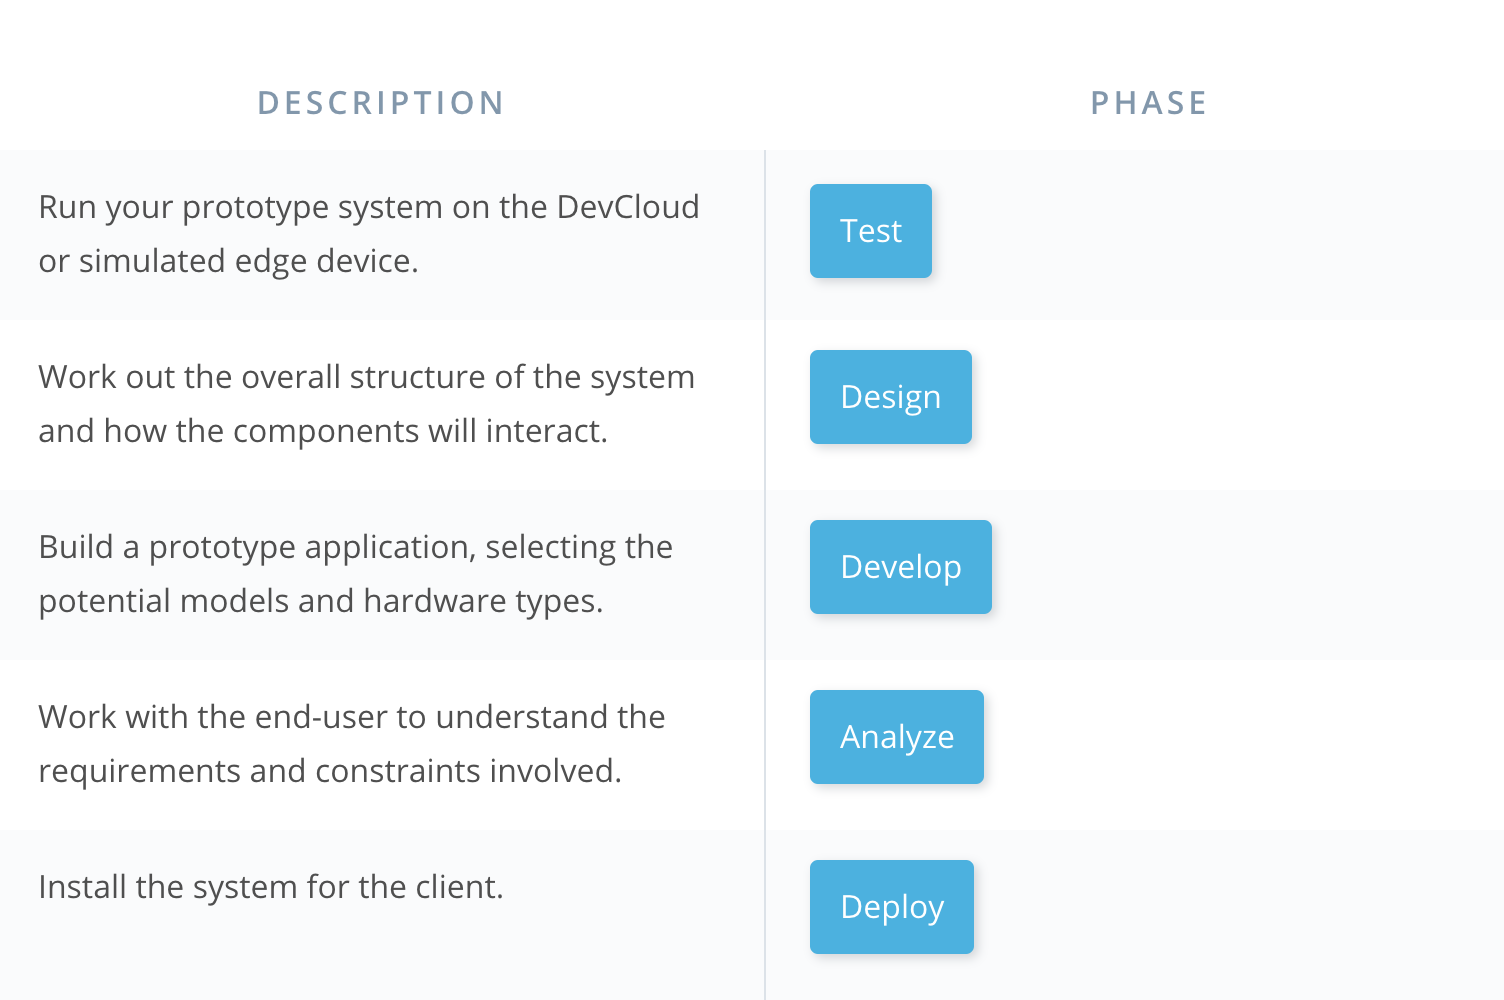 DESCRIPTION PHASE
Run your prototype system on the DevCloud
or simulated edge device.
Test
Work out the overall structure of the system
and how the components will interact.
Design
Build a prototype application, selecting the
potential models and hardware types.
Develop
Work with the end-user to understand the
requirements and constraints involved.
Analyze
Install the system for the client.
Deploy